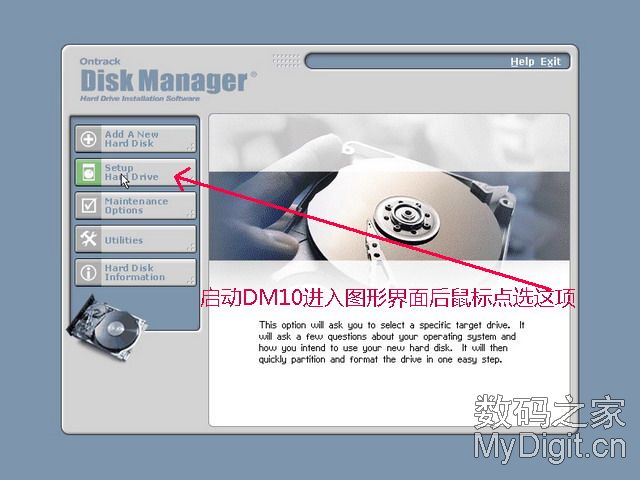 Ontrack
Disk Manager®
Hard Drive Installation Software
Help Exit
Add A New
Hard Disk
Setup
Hard Drive
Maintenance
Options
Utilities
Hard Disk
Information
启动DM10进入图形界面后鼠标点选这项
This option will ask you to select a specific target drive. It
will ask a few questions about your operating system and
how you intend to use your new hard disk. It will then
quickly partition and format the drive in one easy step.
数码之家
MyDigit.cn